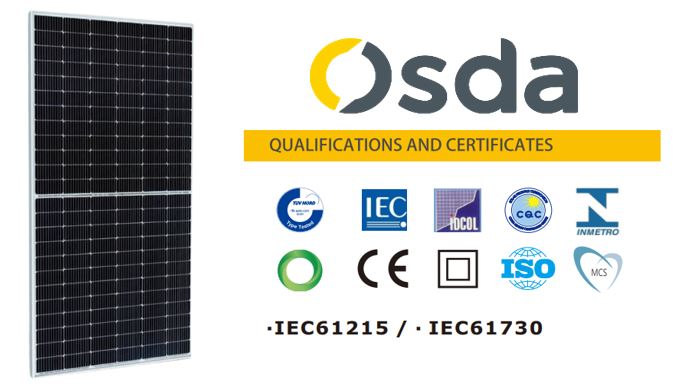 Osda
QUALIFICATIONS AND CERTIFICATES
TUV NORD
Type Tested
IEC
IDCOL
CQC
INMETRO
CE
ISO
MCS
·IEC61215 / · IEC61730